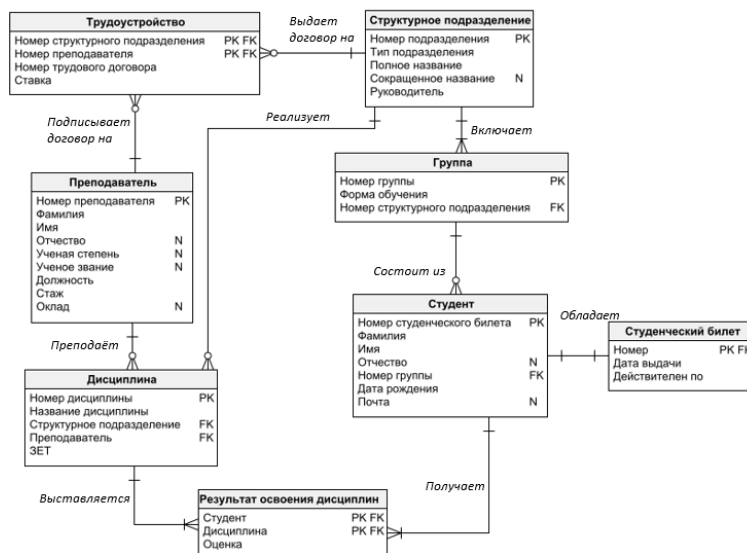 Трудоустройство
Номер структурного подразделения PK FK
Номер преподавателя PK FK
Номер трудового договора
Ставка
Выдает
договор на
Структурное подразделение
Номер подразделения PK
Тип подразделения
Полное название
Сокращенное название N
Руководитель
Подписывает
договор на
Реализует
Включает
Группа
Номер группы PK
Форма обучения
Номер структурного подразделения FK
Преподаватель
Номер преподавателя PK
Фамилия
Имя
Отчество N
Ученая степень N
Ученое звание N
Должность
Стаж
Оклад N
Состоит из
Студент
Номер студенческого билета PK
Фамилия
Имя
Отчество N
Номер группы FK
Дата рождения
Почта N
Обладает
Студенческий билет
Номер PK FK
Дата выдачи
Действителен по
Преподаёт
Дисциплина
Номер дисциплины PK
Название дисциплины
Структурное подразделение FK
Преподаватель FK
ЗЕТ
Выставляется
Получает
Результат освоения дисциплин
Студент PK FK
Дисциплина PK FK
Оценка